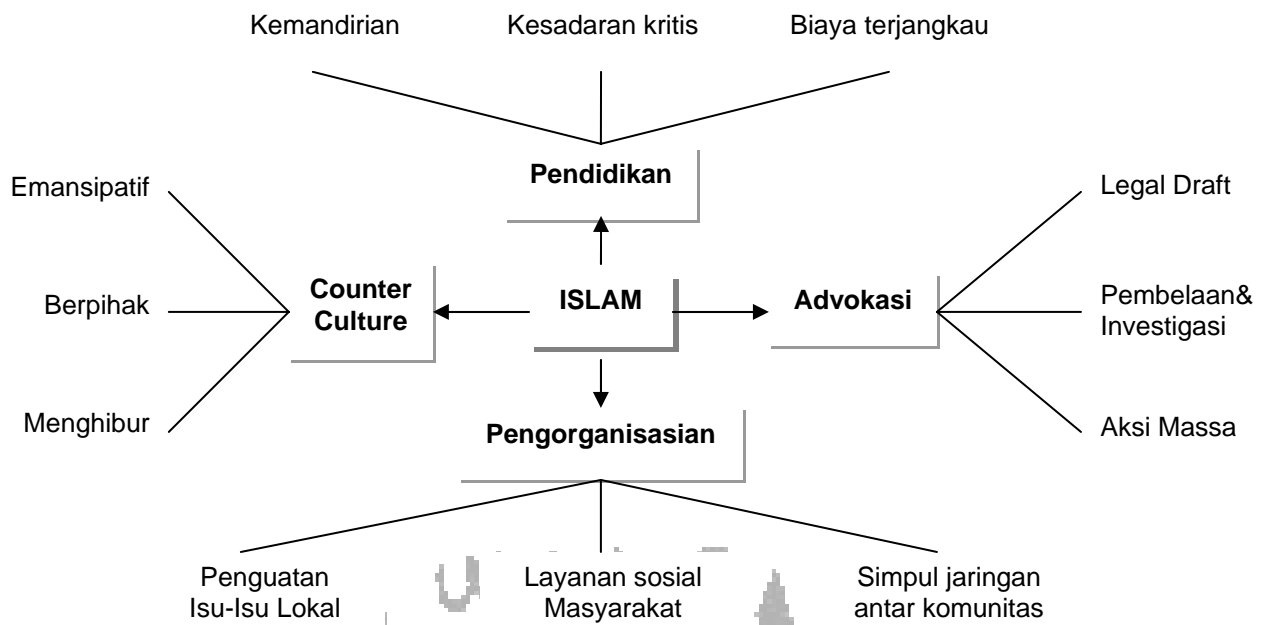 Kemandirian
Kesadaran kritis
Biaya terjangkau
Pendidikan
Emansipatif
Berpihak
Menghibur
Counter
Culture
ISLAM
Advokasi
Legal Draft
Pembelaan&
Investigasi
Aksi Massa
Pengorganisasian
Penguatan
Isu-Isu Lokal
Layanan sosial
Masyarakat
Simpul jaringan
antar komunitas